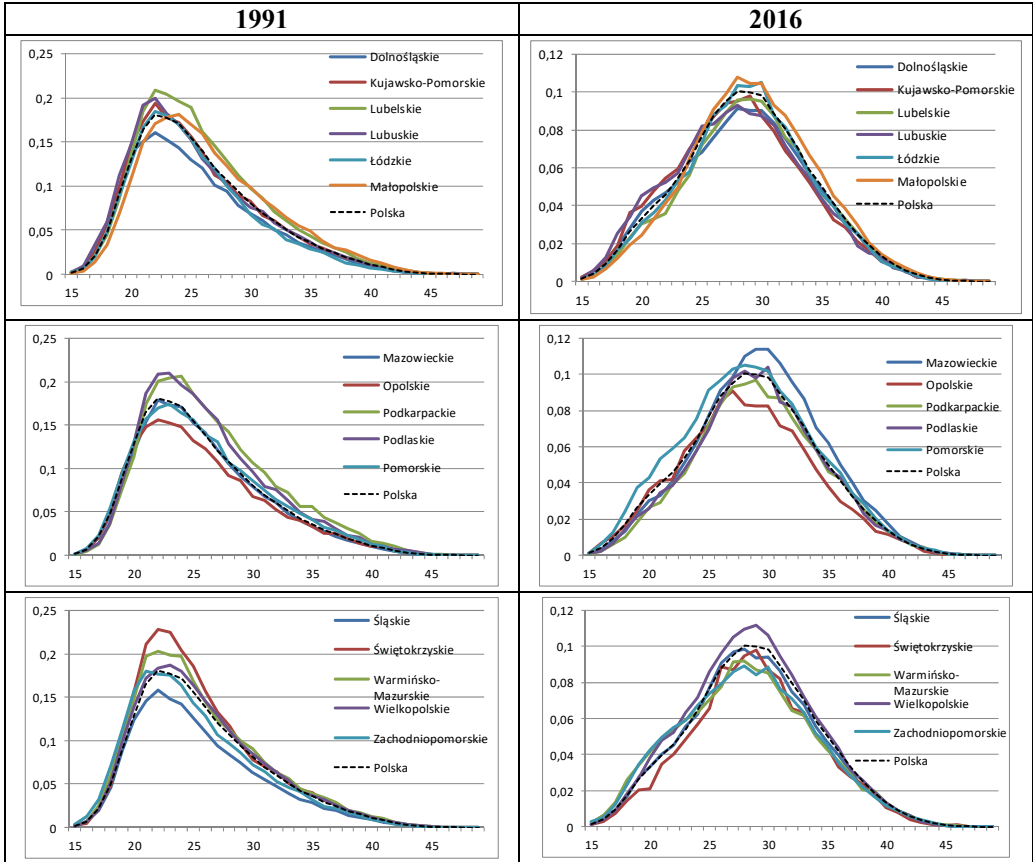 1991
2016
0,25
0,2
0,15
0,1
0,05
0
15 20 25 30 35 40 45
Dolnośląskie
Kujawsko-Pomorskie
Lubelskie
Lubuskie
Łódzkie
Małopolskie
Polska
0,12
0,1
0,08
0,06
0,04
0,02
0
15 20 25 30 35 40 45
Dolnośląskie
Kujawsko-Pomorskie
Lubelskie
Lubuskie
Łódzkie
Małopolskie
Polska
0,25
0,2
0,15
0,1
0,05
0
15 20 25 30 35 40 45
Mazowieckie
Opolskie
Podkarpackie
Podlaskie
Pomorskie
Polska
0,12
0,1
0,08
0,06
0,04
0,02
0
15 20 25 30 35 40 45
Mazowieckie
Opolskie
Podkarpackie
Podlaskie
Pomorskie
Polska
0,25
0,2
0,15
0,1
0,05
0
15 20 25 30 35 40 45
Śląskie
Świętokrzyskie
Warmińsko-
Mazurskie
Wielkopolskie
Zachodniopomorskie
Polska
0,12
0,1
0,08
0,06
0,04
0,02
0
15 20 25 30 35 40 45
Śląskie
Świętokrzyskie
Warmińsko-
Mazurskie
Wielkopolskie
Zachodniopomorskie
Polska